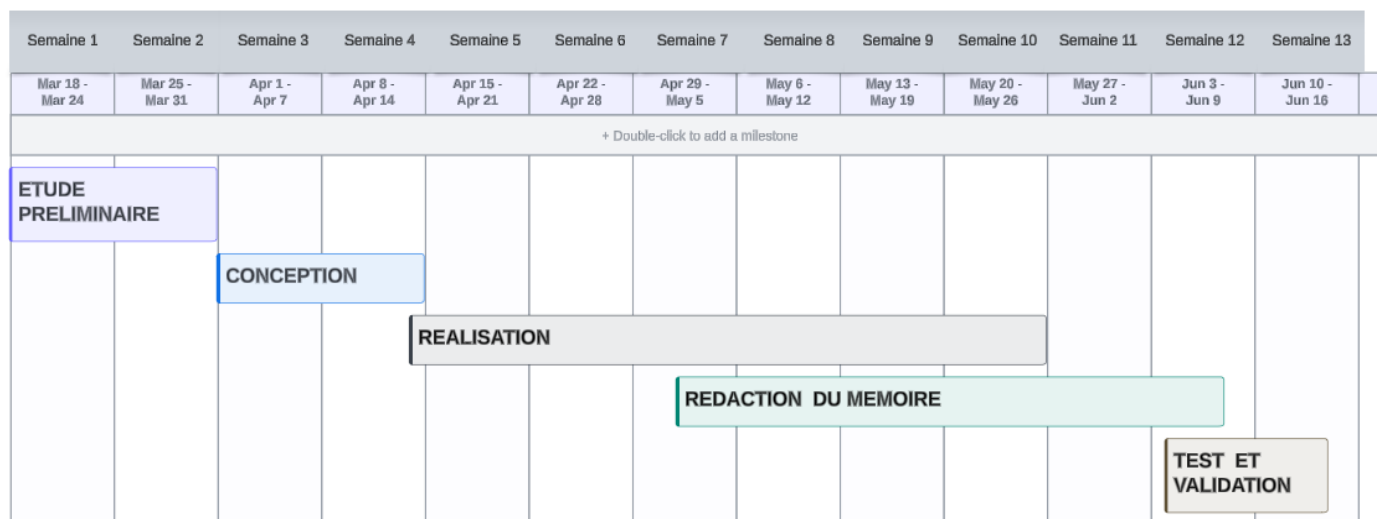 Semaine 1 Semaine 2 Semaine 3 Semaine 4 Semaine 5 Semaine 6 Semaine 7 Semaine 8 Semaine 9 Semaine 10 Semaine 11 Semaine 12 Semaine 13
Mar 18 - Mar 25 - Apr 1 - Apr 8 - Apr 15 - Apr 22 - Apr 29 - May 6 - May 13 - May 20 - May 27 - Jun 3 - Jun 10 -
Mar 24 Mar 31 Apr 7 Apr 14 Apr 21 Apr 28 May 5 May 12 May 19 May 26 Jun 2 Jun 9 Jun 16
+ Double-click to add a milestone
ETUDE
PRELIMINAIRE
CONCEPTION
REALISATION
REDACTION DU MEMOIRE
TEST ET
VALIDATION